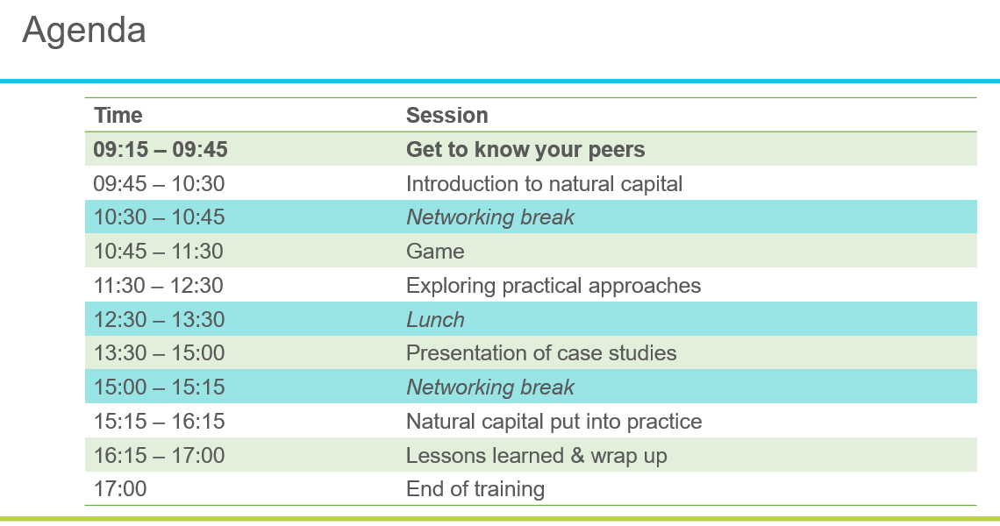 Agenda
Time Session
09:15 – 09:45 Get to know your peers
09:45 – 10:30 Introduction to natural capital
10:30 – 10:45 Networking break
10:45 – 11:30 Game
11:30 – 12:30 Exploring practical approaches
12:30 – 13:30 Lunch
13:30 – 15:00 Presentation of case studies
15:00 – 15:15 Networking break
15:15 – 16:15 Natural capital put into practice
16:15 – 17:00 Lessons learned & wrap up
17:00 End of training